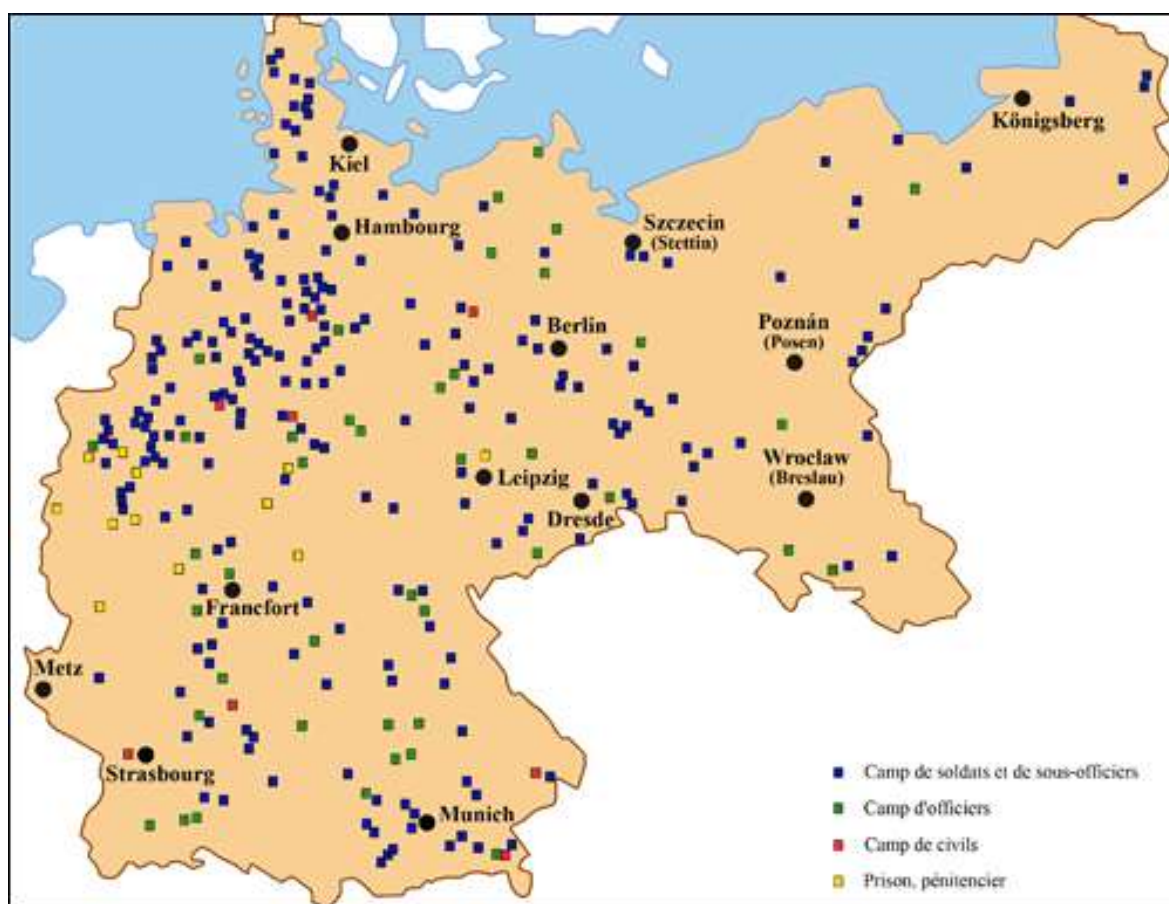 Kiel
Königsberg
Hambourg
Szczecin
(Stettin)
Berlin
Poznán
(Posen)
Wroclaw
(Breslau)
Leipzig
Dresde
Francfort
Metz
Strasbourg
Munich
Camp de soldats et de sous-officiers
Camp d'officiers
Camp de civils
Prison, pénitencier